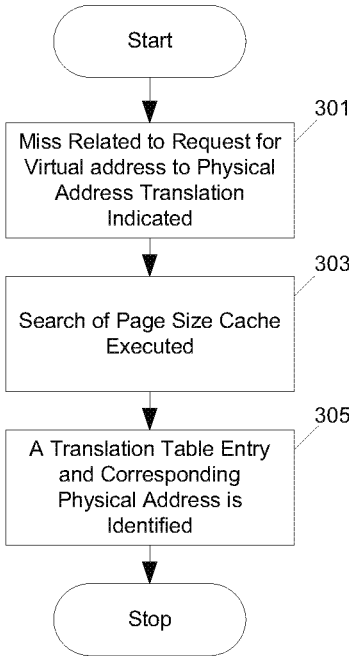 Start
301
Miss Related to Request for
Virtual address to Physical
Address Translation
Indicated
303
Search of Page Size Cache
Executed
305
A Translation Table Entry
and Corresponding
Physical Address is
Identified
Stop